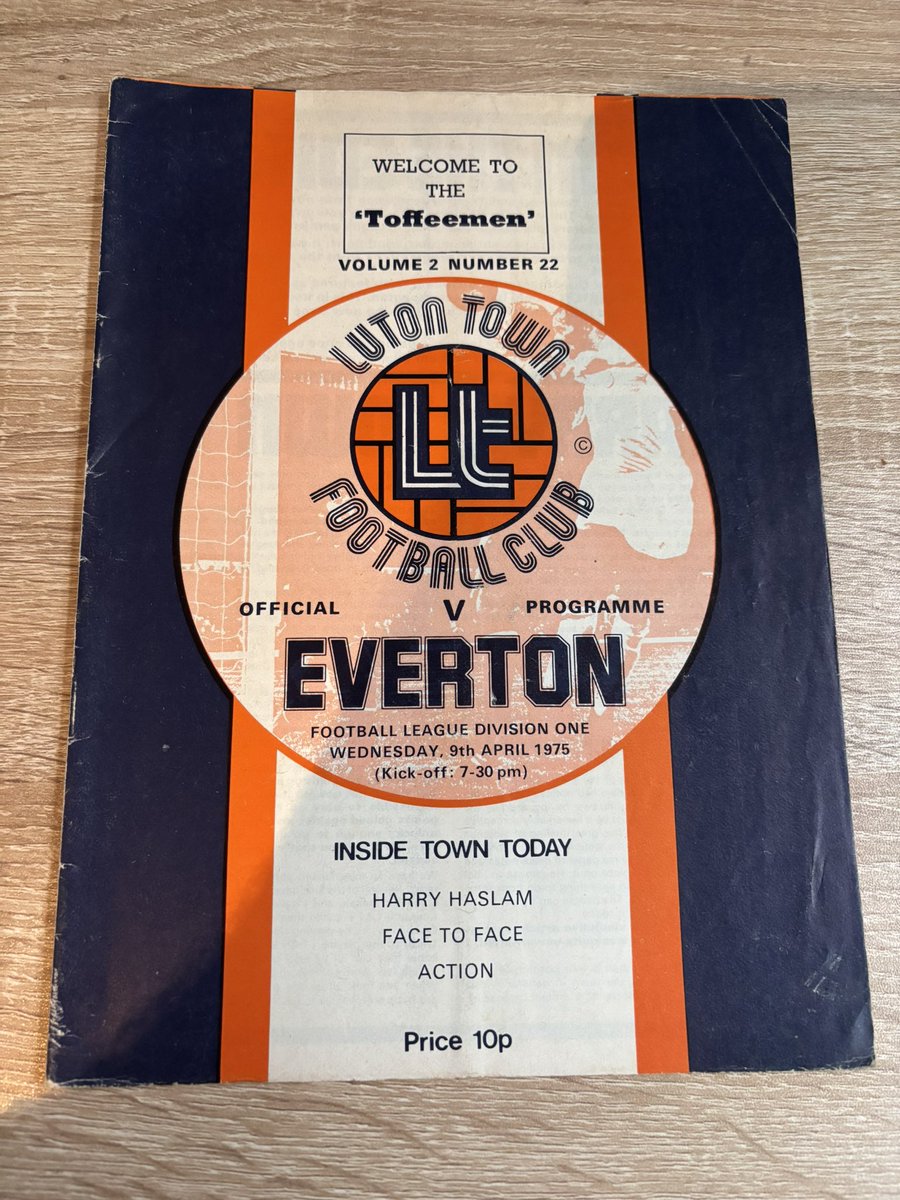 WELCOME TO
THE
‘Toffeemen’
VOLUME 2 NUMBER 22
LUTON TOWN
Lt
©
FOOTBALL CLUB
OFFICIAL V PROGRAMME
EVERTON
FOOTBALL LEAGUE DIVISION ONE
WEDNESDAY, 9th APRIL 1975
(Kick-off: 7-30 pm)
INSIDE TOWN TODAY
HARRY HASLAM
FACE TO FACE
ACTION
Price 10p